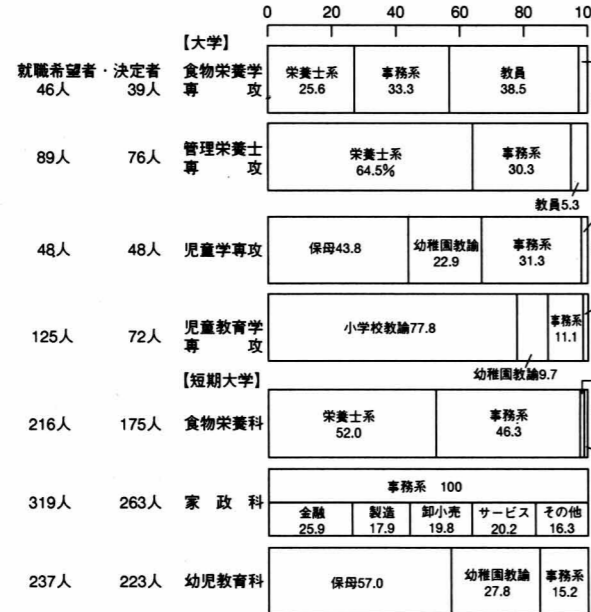 0 20 40 60 80 10
【大学】
就職希望者・決定者 食物栄養学
46人 39人 専攻
栄養士系 事務系 教員
25.6 33.3 38.5
89人 76人 管理栄養士
専攻
栄養士系 事務系
64.5% 30.3
教員5.3
48人 48人 児童学専攻
保母43.8 幼稚園教諭 事務系
22.9 31.3
125人 72人 児童教育学
専攻
小学校教諭77.8 事務系
11.1
幼稚園教諭9.7
【短期大学】
216人 175人 食物栄養科
栄養士系 事務系
52.0 46.3
319人 263人 家政科
事務系 100
金融 製造 卸小売 サービス その他
25.9 17.9 19.8 20.2 16.3
237人 223人 幼児教育科
保母57.0 幼稚園教諭 事務系
27.8 15.2